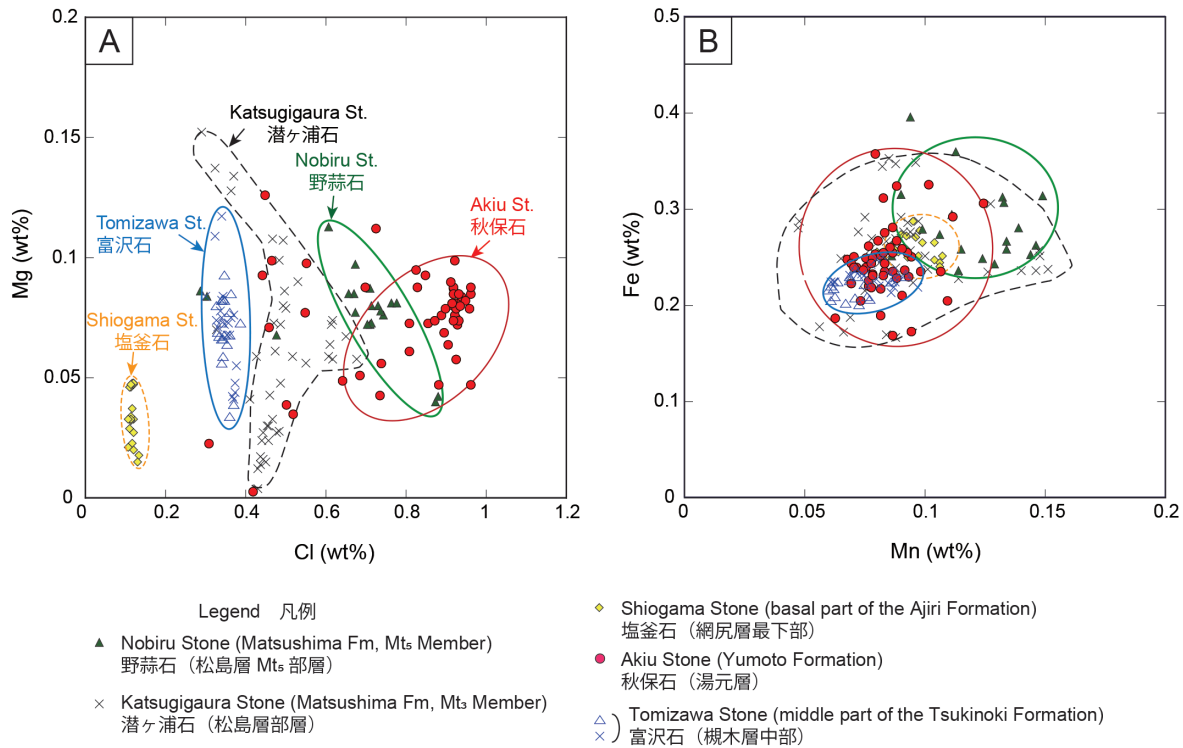 A
0.2
0.15
0.1
0.05
0
Mg (wt%)
Katsugigaura St.
潜ヶ浦石
Nobiru St.
野蒜石
Akiu St.
秋保石
Tomizawa St.
富沢石
Shiogama St.
塩釜石
0
0.2
0.4
0.6
0.8
1
1.2
Cl (wt%)
B
0.5
0.4
0.3
0.2
0.1
0
Fe (wt%)
0
0.05
0.1
0.15
0.2
Mn (wt%)
Legend 凡例
Nobiru Stone (Matsushima Fm, Mt₅ Member)
野蒜石（松島層 Mt₅ 部層）
Katsugigaura Stone (Matsushima Fm, Mt₃ Member)
潜ヶ浦石（松島層部層）
Shiogama Stone (basal part of the Ajiri Formation)
塩釜石（網尻層最下部）
Akiu Stone (Yumoto Formation)
秋保石（湯元層）
Tomizawa Stone (middle part of the Tsukinoki Formation)
富沢石（槻木層中部）